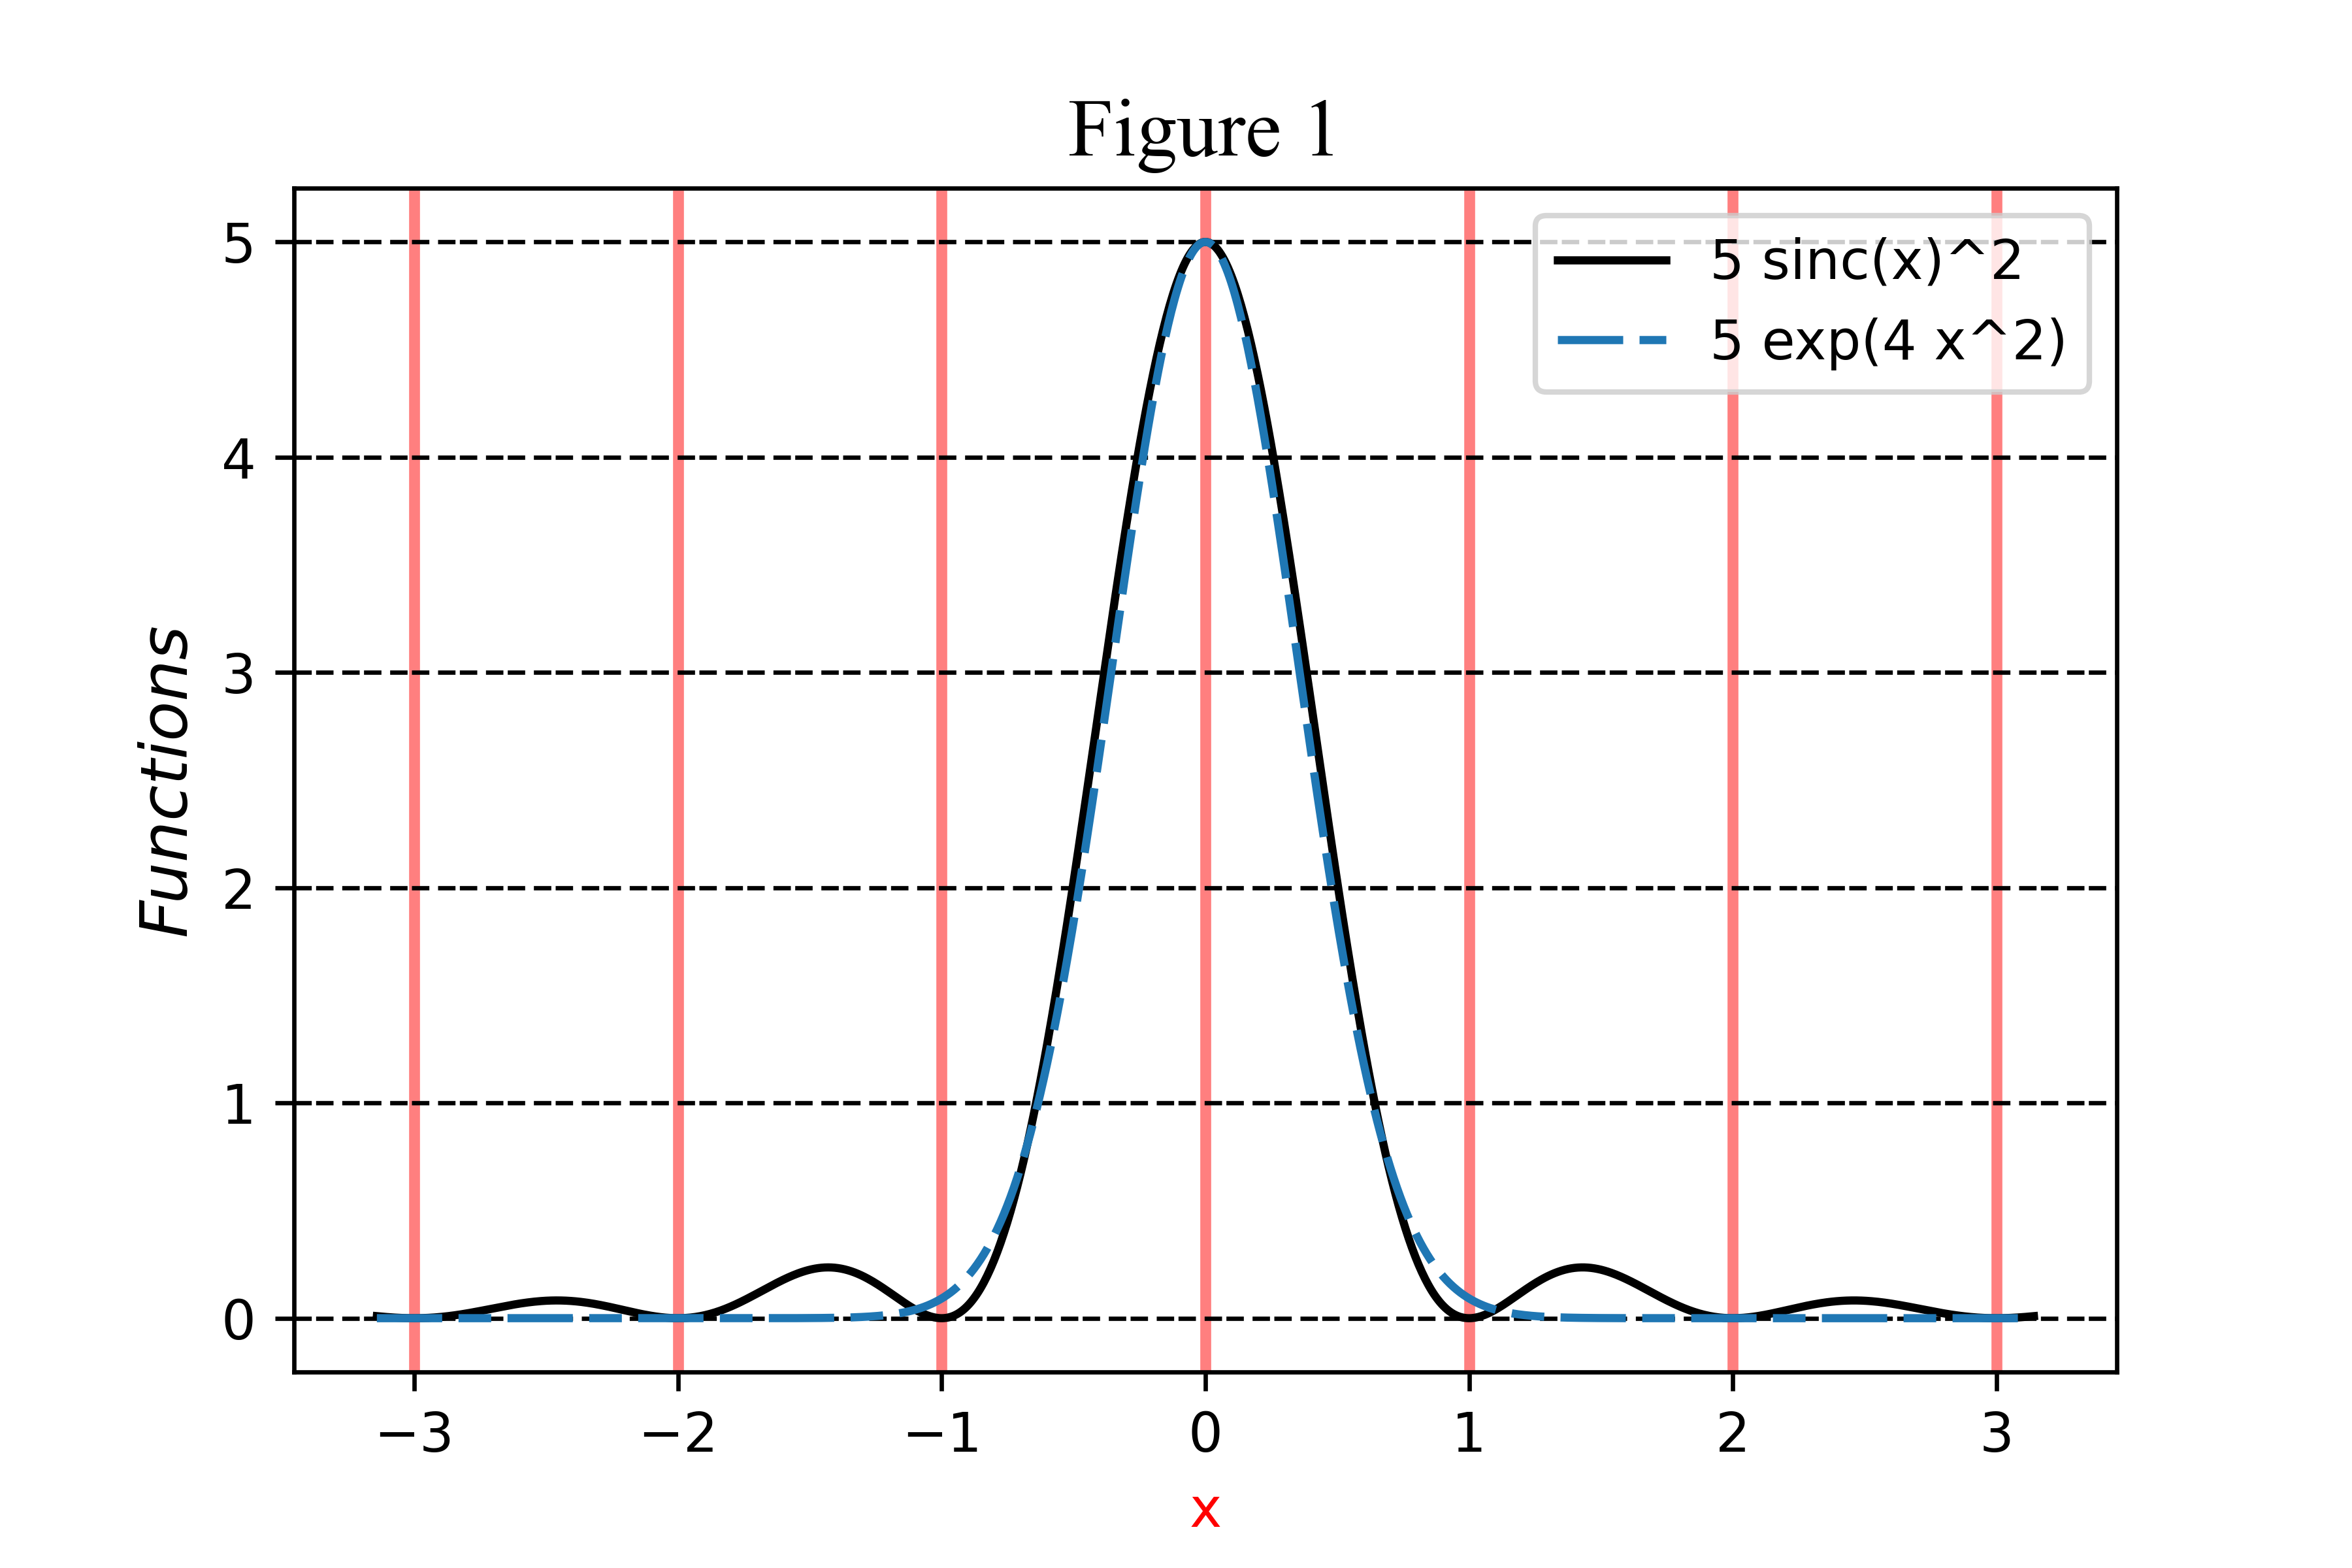 Figure 1
5 sinc(x)^2
5 exp(4 x^2)
5
4
3
2
1
0
Functions
−3 −2 −1 0 1 2 3
x